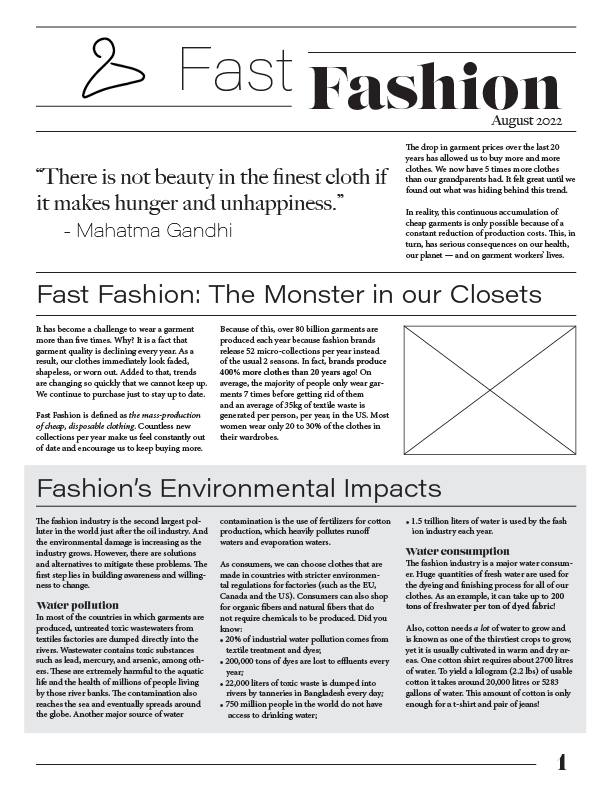 Fast
Fashion
August 2022
“There is not beauty in the finest cloth if
it makes hunger and unhappiness.”
- Mahatma Gandhi
The drop in garment prices over the last 20
years has allowed us to buy more and more
clothes. We now have 5 times more clothes
than our grandparents had. It felt great until we
found out what was hiding behind this trend.
In reality, this continuous accumulation of
cheap garments is only possible because of a
constant reduction of production costs. This, in
turn, has serious consequences on our health,
our planet — and on garment workers’ lives.
Fast Fashion: The Monster in our Closets
It has become a challenge to wear a garment
more than five times. Why? It is a fact that
garment quality is declining every year. As a
result, our clothes immediately look faded,
shapeless, or worn out. Added to that, trends
are changing so quickly that we cannot keep up.
We continue to purchase just to stay up to date.
Fast Fashion is defined as the mass-production
of cheap, disposable clothing. Countless new
collections per year make us feel constantly out
of date and encourage us to keep buying more.
Because of this, over 80 billion garments are
produced each year because fashion brands
release 52 micro-collections per year instead
of the usual 2 seasons. In fact, brands produce
400% more clothes than 20 years ago! On
average, the majority of people only wear gar-
ments 7 times before getting rid of them
and an average of 35kg of textile waste is
generated per person, per year, in the US. Most
women wear only 20 to 30% of the clothes in
their wardrobes.
Fashion’s Environmental Impacts
The fashion industry is the second largest pol-
luter in the world just after the oil industry. And
the environmental damage is increasing as the
industry grows. However, there are solutions
and alternatives to mitigate these problems. The
first step lies in building awareness and willing-
ness to change.
Water pollution
In most of the countries in which garments are
produced, untreated toxic wastewaters from
textiles factories are dumped directly into the
rivers. Wastewater contains toxic substances
such as lead, mercury, and arsenic, among oth-
ers. These are extremely harmful to the aquatic
life and the health of millions of people living
by those river banks. The contamination also
reaches the sea and eventually spreads around
the globe. Another major source of water
contamination is the use of fertilizers for cotton
production, which heavily pollutes runoff
waters and evaporation waters.
As consumers, we can choose clothes that are
made in countries with stricter environmen-
tal regulations for factories (such as the EU,
Canada and the US). Consumers can also shop
for organic fibers and natural fibers that do
not require chemicals to be produced. Did you
know:
• 20% of industrial water pollution comes from
textile treatment and dyes;
• 200,000 tons of dyes are lost to effluents every
year;
• 22,000 liters of toxic waste is dumped into
rivers by tanneries in Bangladesh every day;
• 750 million people in the world do not have
access to drinking water;
• 1.5 trillion liters of water is used by the fash
ion industry each year.
Water consumption
The fashion industry is a major water consum-
er. Huge quantities of fresh water are used for
the dyeing and finishing process for all of our
clothes. As an example, it can take up to 200
tons of freshwater per ton of dyed fabric!
Also, cotton needs a lot of water to grow and
is known as one of the thirstiest crops to grow,
yet it is usually cultivated in warm and dry ar-
eas. One cotton shirt requires about 2700 litres
of water. To yield a kilogram (2.2 lbs) of usable
cotton it takes around 20,000 litres or 5283
gallons of water. This amount of cotton is only
enough for a t-shirt and pair of jeans!
1